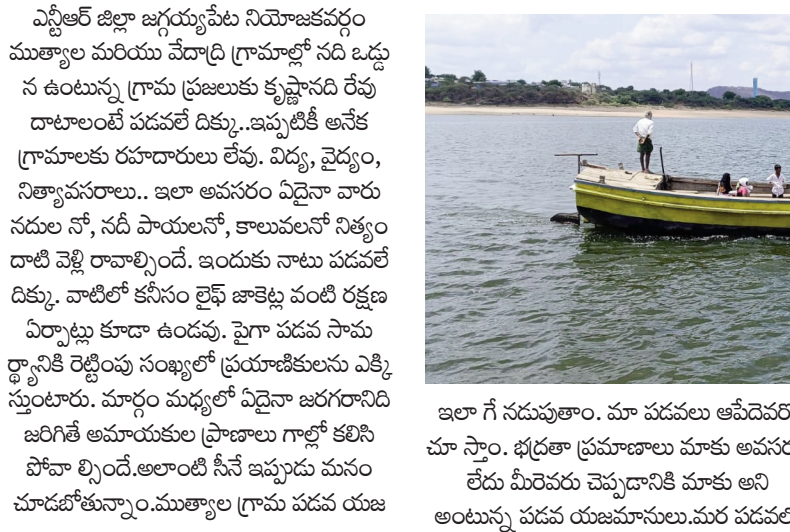 ఎన్టీఆర్ జిల్లా జగ్గయ్యపేట నియోజకవర్గం
ముత్యాల మరియు వేదాద్రి గ్రామాల్లో నది ఒడ్డు
న ఉంటున్న గ్రామ ప్రజలుకు కృష్ణానది రేవు
దాటాలంటే పడవలే దిక్కు..ఇప్పటికీ అనేక
గ్రామాలకు రహదారులు లేవు. విద్య, వైద్యం,
నిత్యావసరాలు.. ఇలా అవసరం ఏదైనా వారు
నదుల నో, నదీ పాయలనో, కాలువలనో నిత్యం
దాటి వెళ్లి రావాల్సిందే. ఇందుకు నాటు పడవలే
దిక్కు. వాటిలో కనీసం లైఫ్ జాకెట్ల వంటి రక్షణ
ఏర్పాట్లు కూడా ఉండవు. పైగా పడవ సామ
ర్థ్యానికి రెట్టింపు సంఖ్యలో ప్రయాణికులను ఎక్కి
స్తుంటారు. మార్గం మధ్యలో ఏదైనా జరగరానిది
జరిగితే అమాయకుల ప్రాణాలు గాల్లో కలిసి
పోవా ల్సిందే.అలాంటి సీనే ఇప్పుడు మనం
చూడబోతున్నాం.ముత్యాల గ్రామ పడవ యజ
ఇలా గే నడుపుతాం. మా పడవలు ఆపేదెవరొ
చూ స్తాం. భద్రతా ప్రమాణాలు మాకు
లేదు మీరెవరు చెప్పడానికి మాకు అని
అంటున్న పడవ యజమానులు.మర